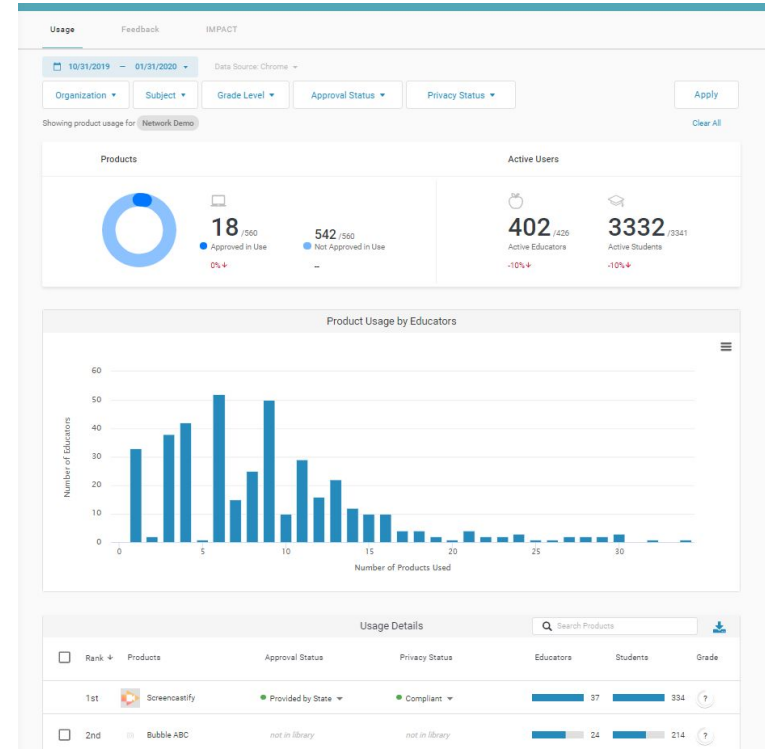 Usage Feedback IMPACT
10/31/2019 – 01/31/2020 Data Source: Chrome
Organization Subject Grade Level Approval Status Privacy Status Apply
Showing product usage for Network Demo Clear All
Products Active Users
18 /560 542 /560 402 /426 3332 /3341
Approved in Use Not Approved in Use Active Educators Active Students
0% – -10% -10%
Product Usage by Educators
60
50
40
30
20
10
0
Number of Educators
0 5 10 15 20 25 30
Number of Products Used
Usage Details Search Products
Rank Products Approval Status Privacy Status Educators Students Grade
1st Screencastify Provided by State Compliant 37 334 ?
2nd Bubble ABC not in library not in library 24 214 ?